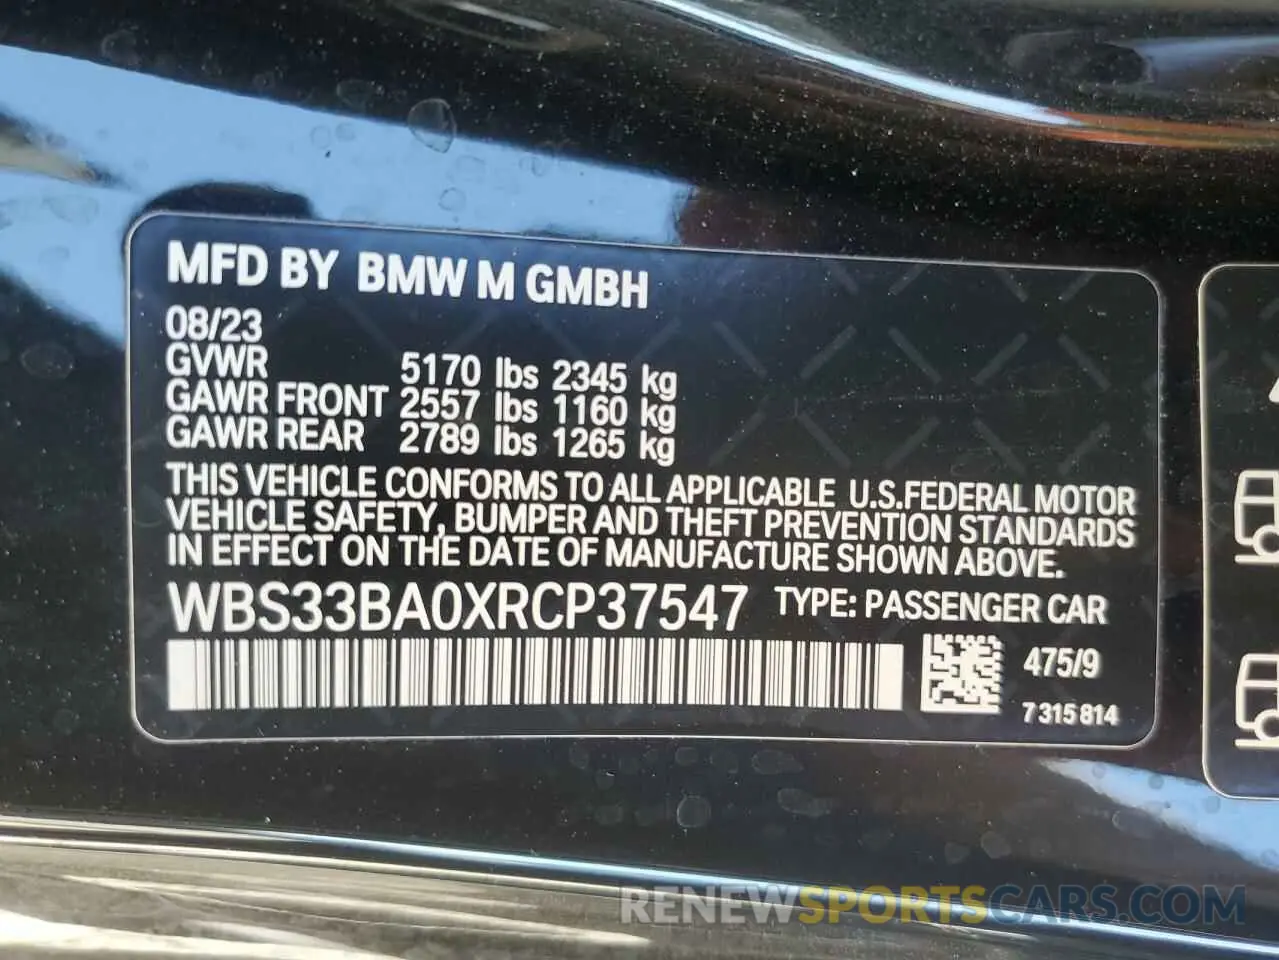 MFD BY BMW M GMBH
08/23
GVWR 5170 lbs 2345 kg
GAWR FRONT 2557 lbs 1160 kg
GAWR REAR 2789 lbs 1265 kg
THIS VEHICLE CONFORMS TO ALL APPLICABLE U.S.FEDERAL MOTOR
VEHICLE SAFETY, BUMPER AND THEFT PREVENTION STANDARDS
IN EFFECT ON THE DATE OF MANUFACTURE SHOWN ABOVE.
WBS33BA0XRCP37547 TYPE: PASSENGER CAR
475/9
7 315 814
RENEWSPORTSCARS.COM